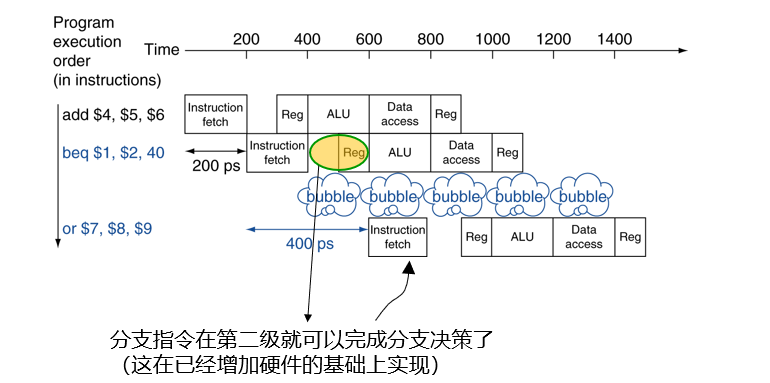 Program
execution
order
(in instructions)
Time
200 400 600 800 1000 1200 1400
add $4, $5, $6
Instruction
fetch
Reg
ALU
Data
access
Reg
beq $1, $2, 40
200 ps
Instruction
fetch
Reg
ALU
Data
access
Reg
bubble bubble bubble bubble bubble
or $7, $8, $9
400 ps
Instruction
fetch
Reg
ALU
Data
access
Reg
分支指令在第二级就可以完成分支决策了
（这在已经增加硬件的基础上实现）